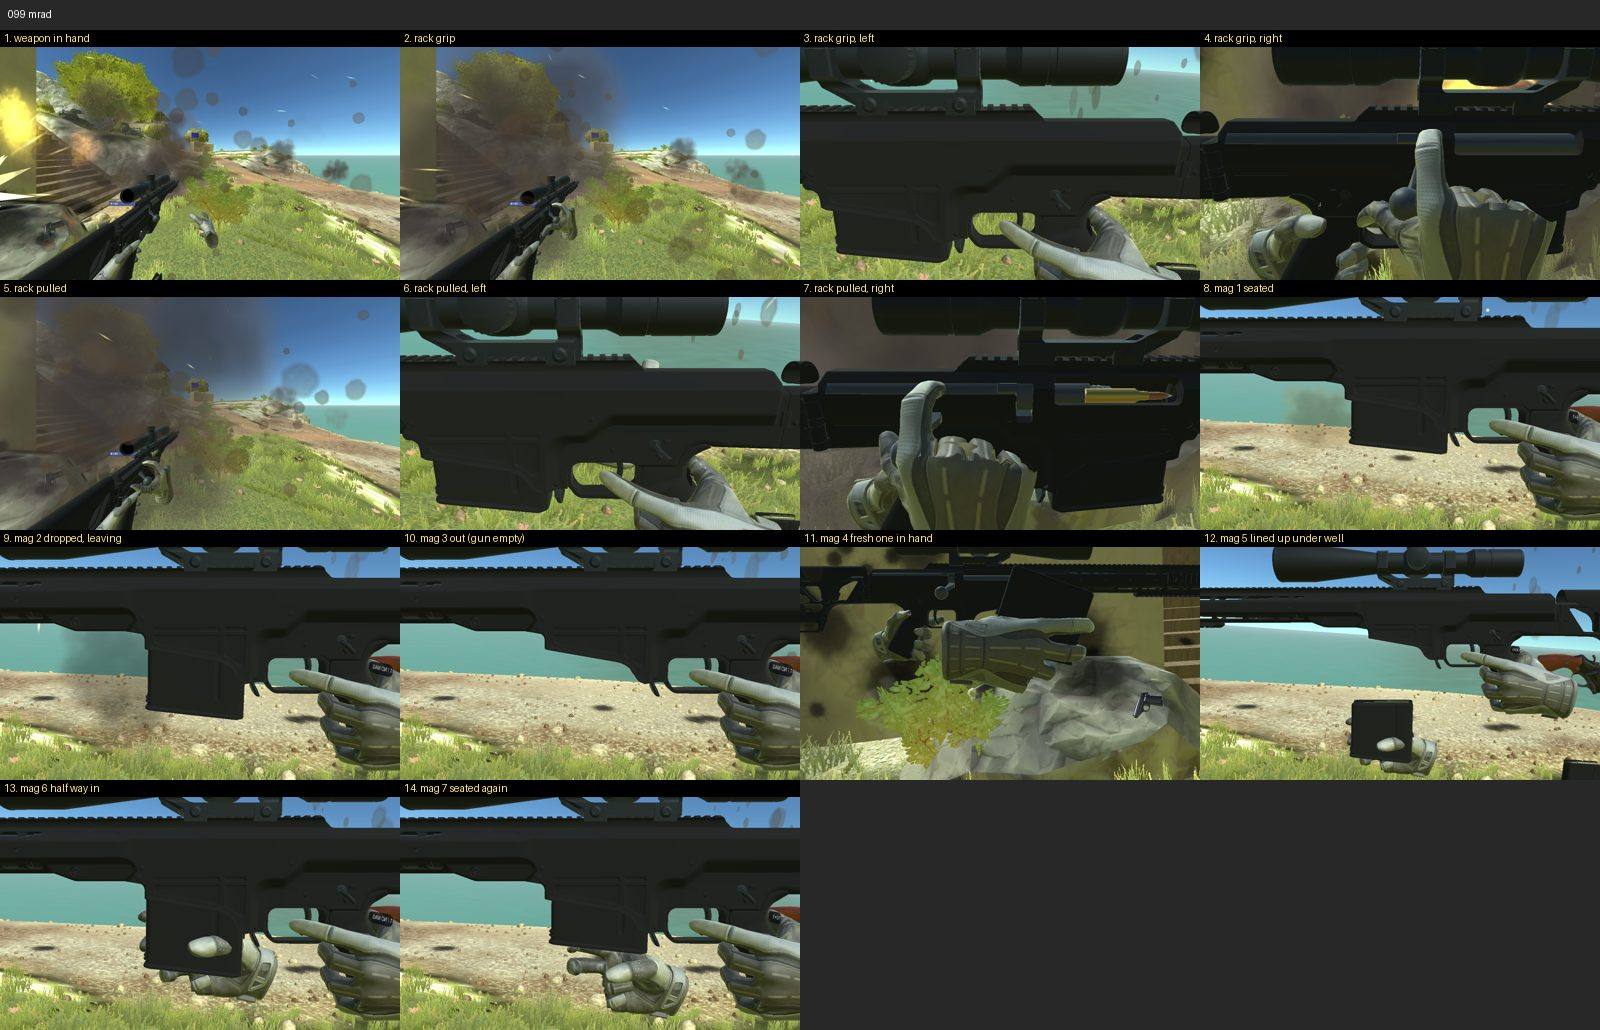 099 mrad
1. weapon in hand
2. rack grip
3. rack grip, left
4. rack grip, right
5. rack pulled
6. rack pulled, left
7. rack pulled, right
8. mag 1 seated
9. mag 2 dropped, leaving
10. mag 3 out (gun empty)
11. mag 4 fresh one in hand
12. mag 5 lined up under well
13. mag 6 half way in
14. mag 7 seated again